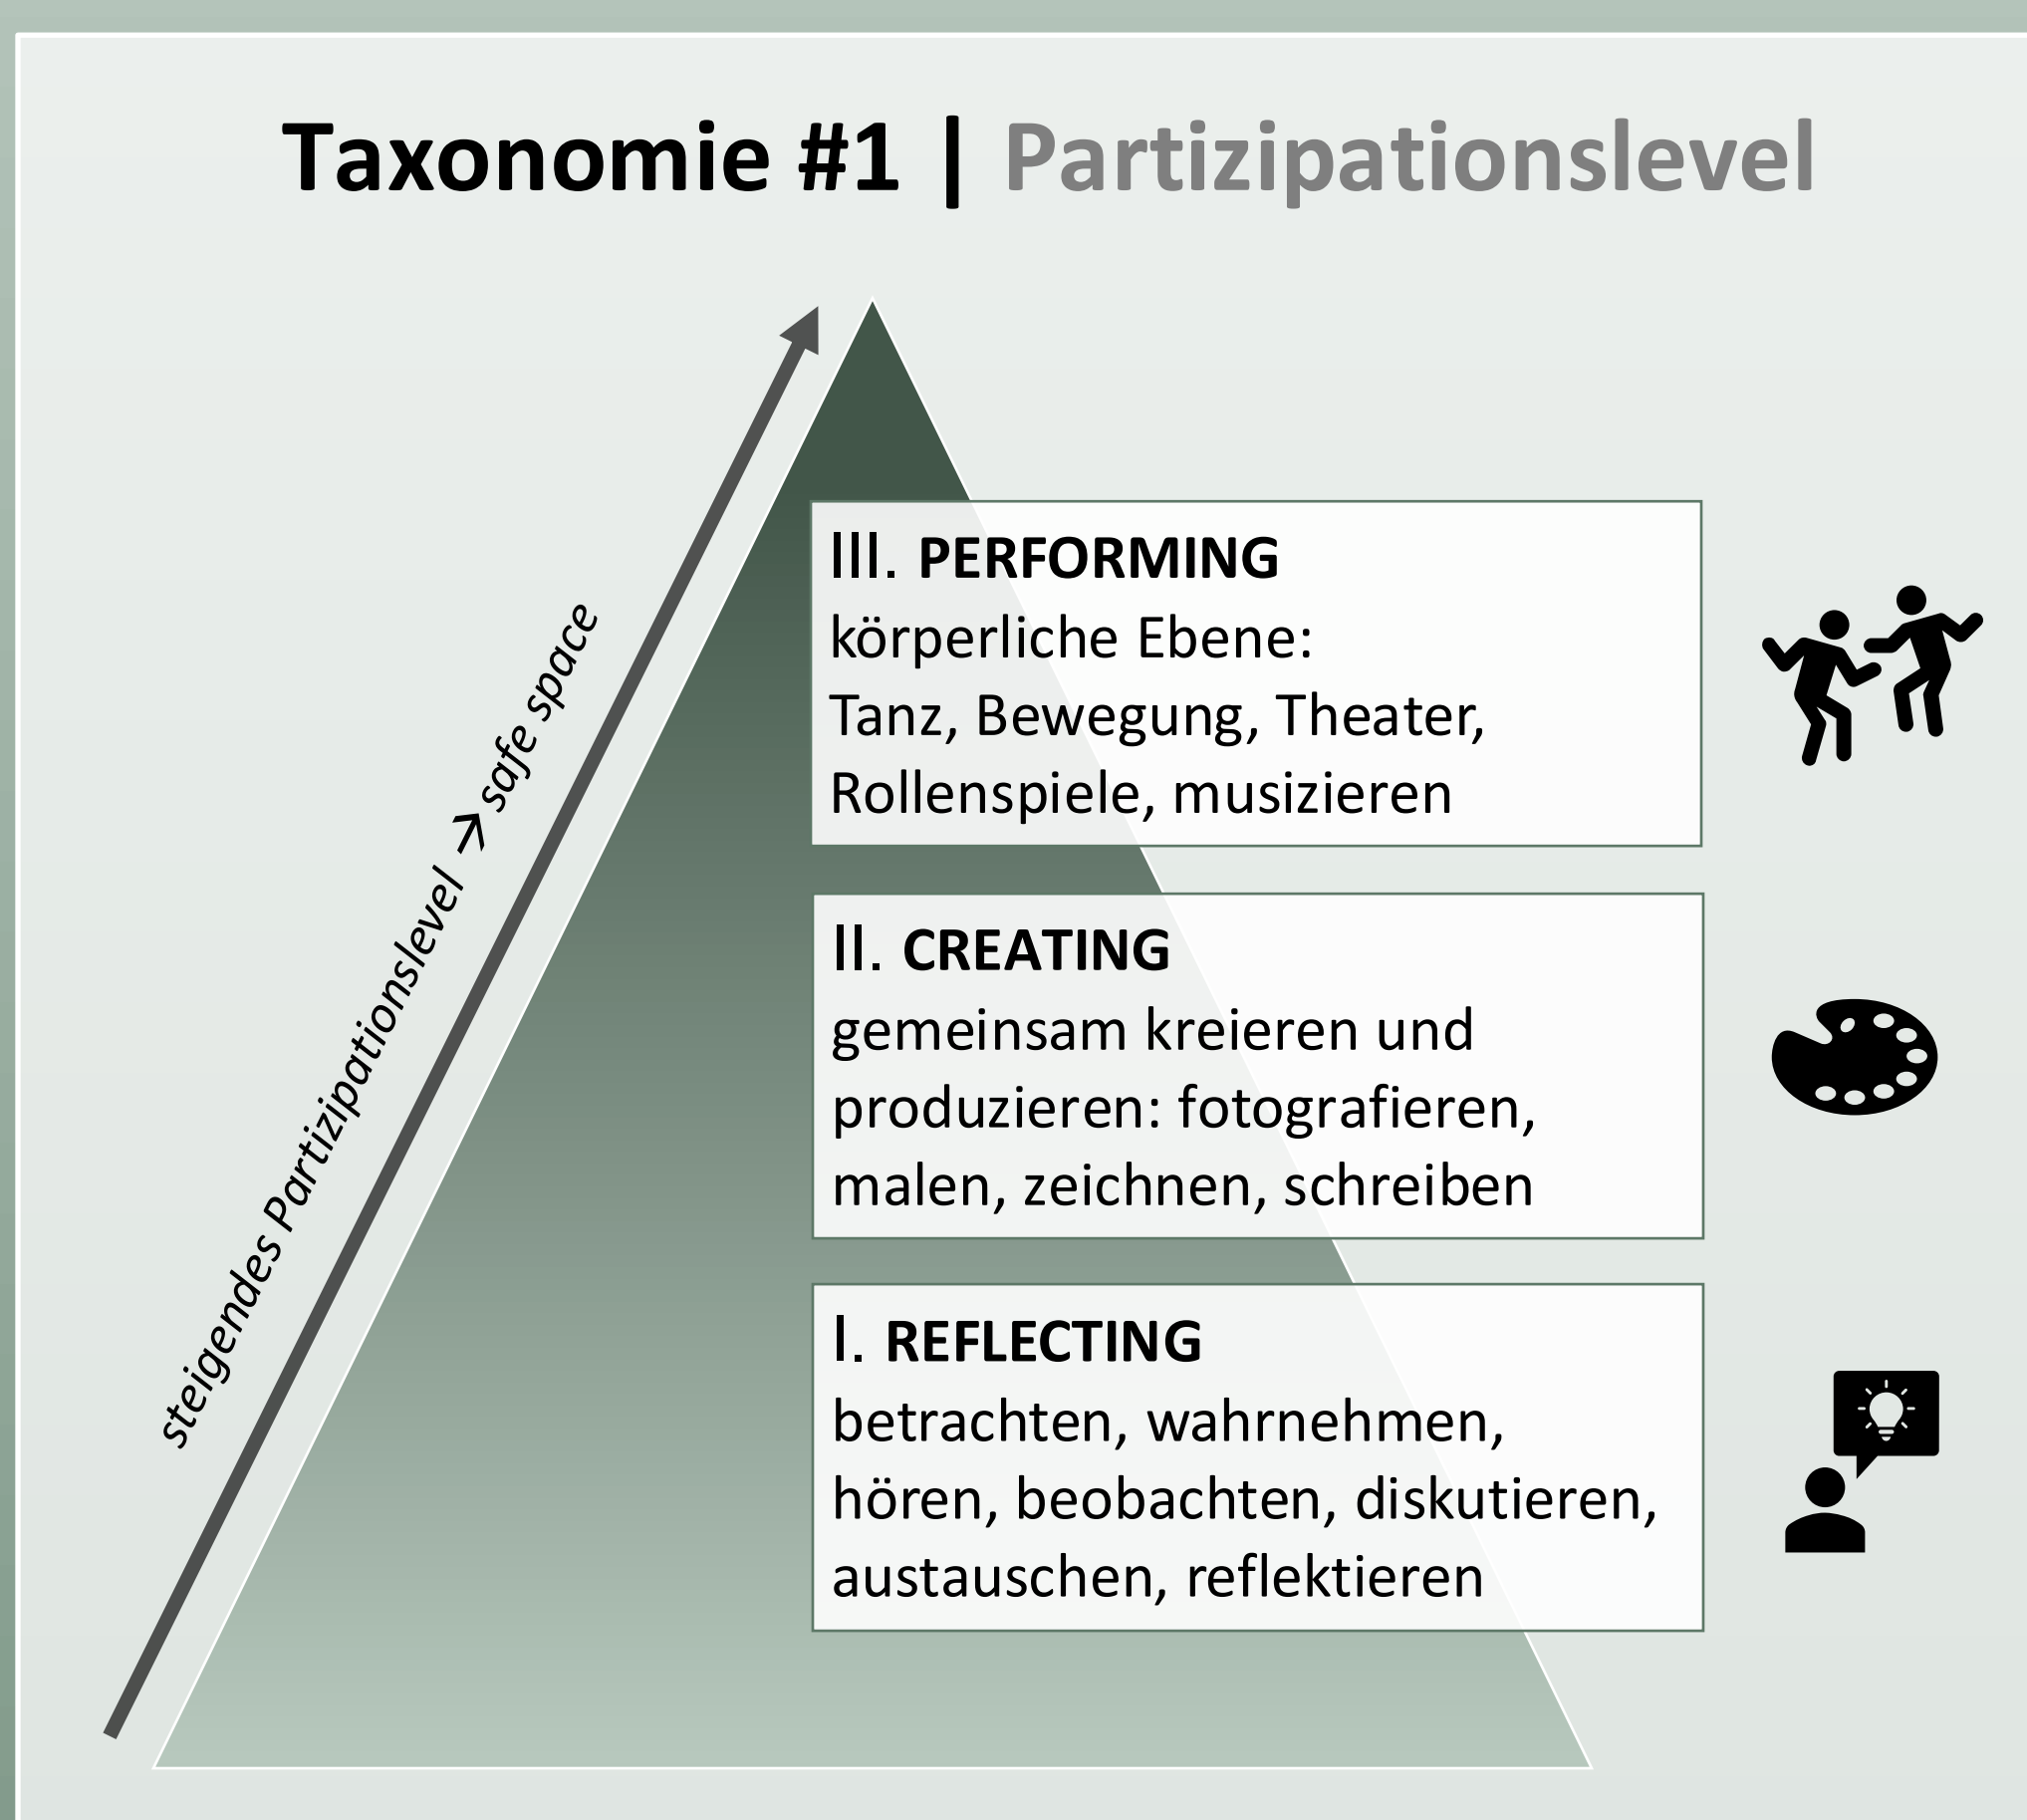 Taxonomie #1 | Partizipationslevel
steigendes Partizipationslevel → safe space
III. PERFORMING
körperliche Ebene:
Tanz, Bewegung, Theater,
Rollenspiele, musizieren
II. CREATING
gemeinsam kreieren und
produzieren: fotografieren,
malen, zeichnen, schreiben
I. REFLECTING
betrachten, wahrnehmen,
hören, beobachten, diskutieren,
austauschen, reflektieren